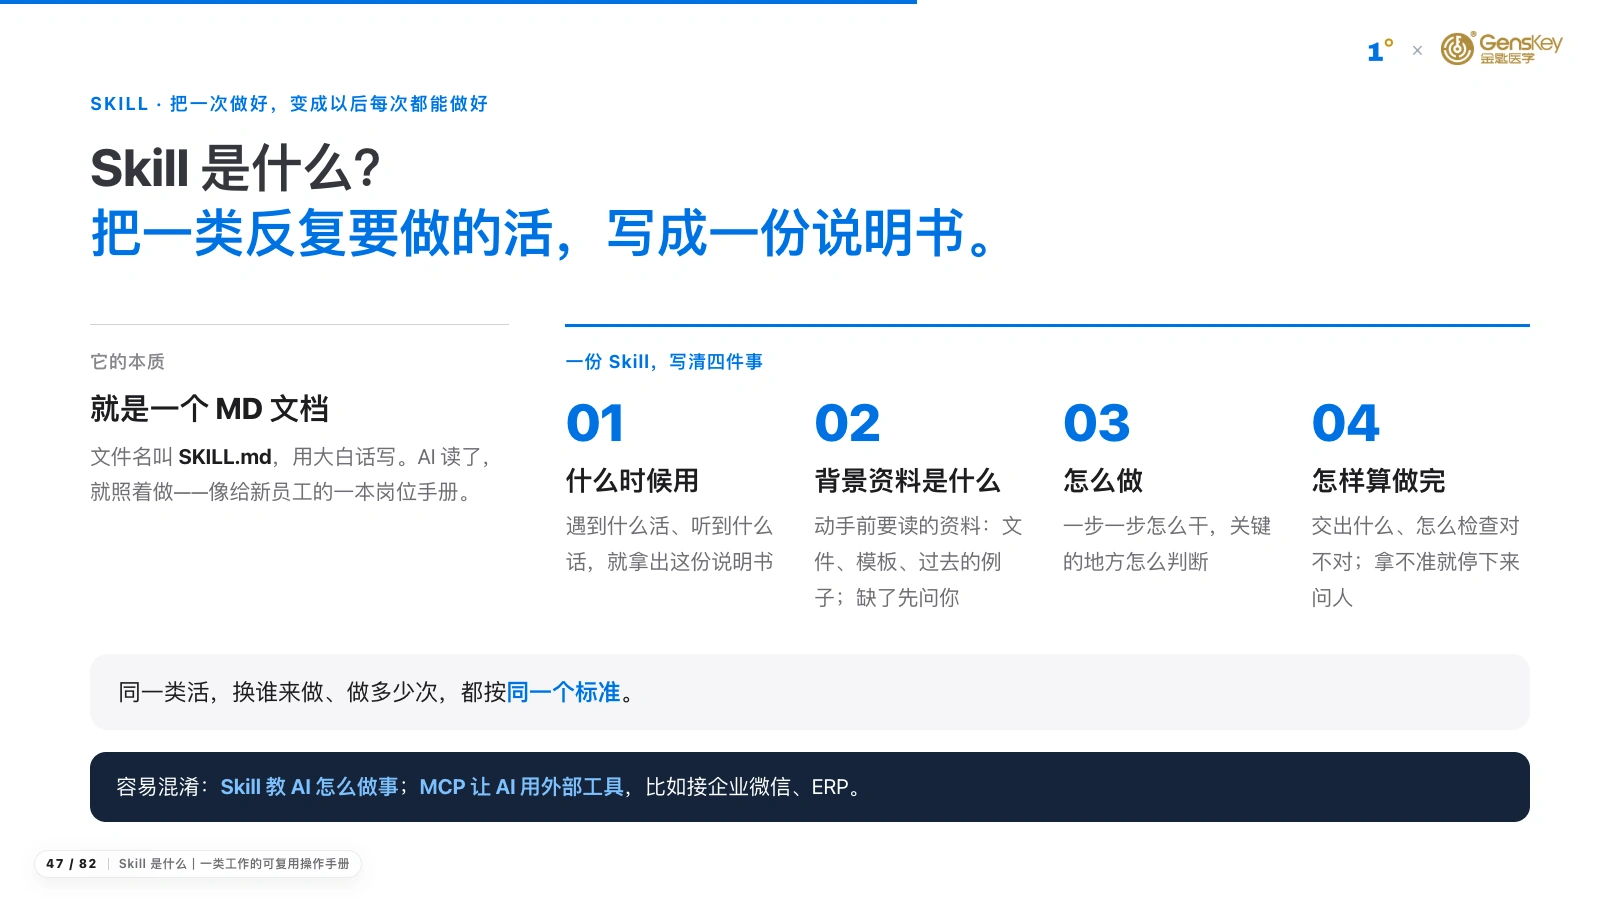 1° × GensKey®
金匙医学
SKILL · 把一次做好，变成以后每次都能做好
Skill 是什么？
把一类反复要做的活，写成一份说明书。
它的本质
就是一个 MD 文档
文件名叫 SKILL.md，用大白话写。AI 读了，
就照着做——像给新员工的一本岗位手册。
一份 Skill，写清四件事
01
什么时候用
遇到什么活、听到什么
话，就拿出这份说明书
02
背景资料是什么
动手前要读的资料：文
件、模板、过去的例
子；缺了先问你
03
怎么做
一步一步怎么干，关键
的地方怎么判断
04
怎样算做完
交出什么、怎么检查对
不对；拿不准就停下来
问人
同一类活，换谁来做、做多少次，都按同一个标准。
容易混淆：Skill 教 AI 怎么做事；MCP 让 AI 用外部工具，比如接企业微信、ERP。
47 / 82 | Skill 是什么 | 一类工作的可复用操作手册